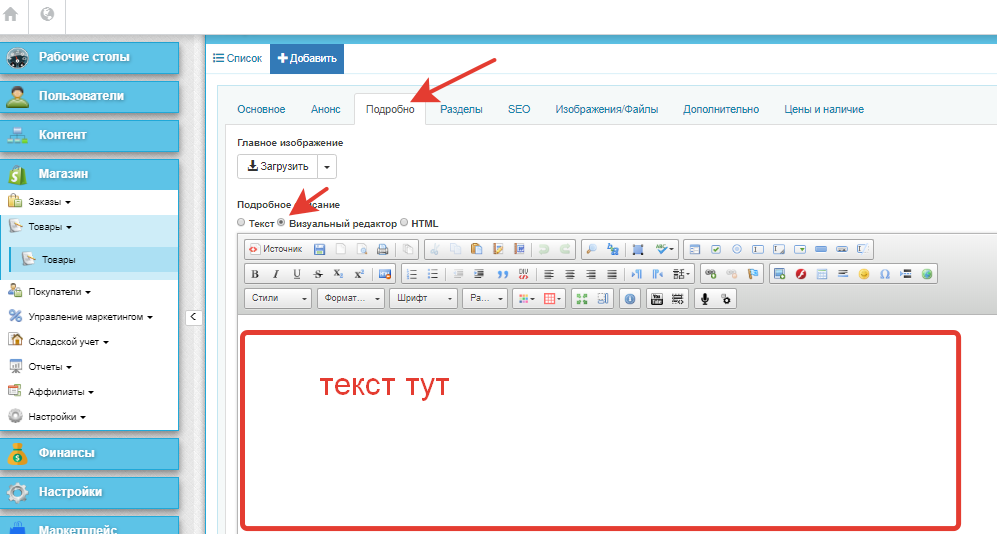 Список
Добавить
Рабочие столы
Пользователи
Контент
Магазин
Заказы
Товары
Товары
Покупатели
Управление маркетингом
Складской учет
Отчеты
Аффилиаты
Настройки
Финансы
Настройки
Маркетплейс
<
Основное Анонс Подробно Разделы SEO Изображения/Файлы Дополнительно Цены и наличие
Главное изображение
Загрузить
Подробное писание
Текст Визуальный редактор HTML
Источник
Стили Формат... Шрифт Ра...
текст тут